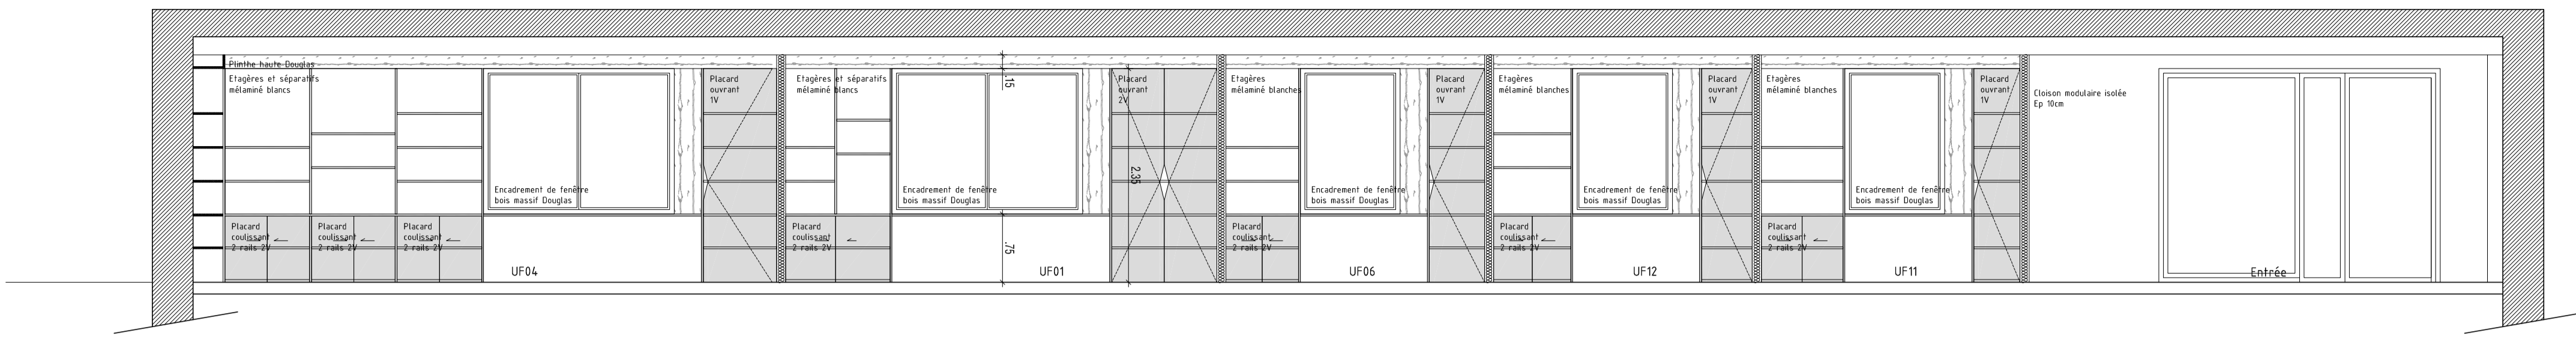 Plinthe haute Douglas
Etagères et séparatifs
mélaminé blancs
Placard
ouvrant
1V
Encadrement de fenêtre
bois massif Douglas
Placard
coulissant
2 rails 2V
Placard
coulissant
2 rails 2V
Placard
coulissant
2 rails 2V
UF04
Etagères et séparatifs
mélaminé blancs
.15
Placard
ouvrant
2V
2.35
Encadrement de fenêtre
bois massif Douglas
Placard
coulissant
2 rails 2V
.75
UF01
Etagères
mélaminé blanches
Placard
ouvrant
1V
Encadrement de fenêtre
bois massif Douglas
Placard
coulissant
2 rails 2V
UF06
Etagères
mélaminé blanches
Placard
ouvrant
1V
Encadrement de fenêtre
bois massif Douglas
Placard
coulissant
2 rails 2V
UF12
Etagères
mélaminé blanches
Placard
ouvrant
1V
Encadrement de fenêtre
bois massif Douglas
Placard
coulissant
2 rails 2V
UF11
Cloison modulaire isolée
Ep 10cm
Entrée